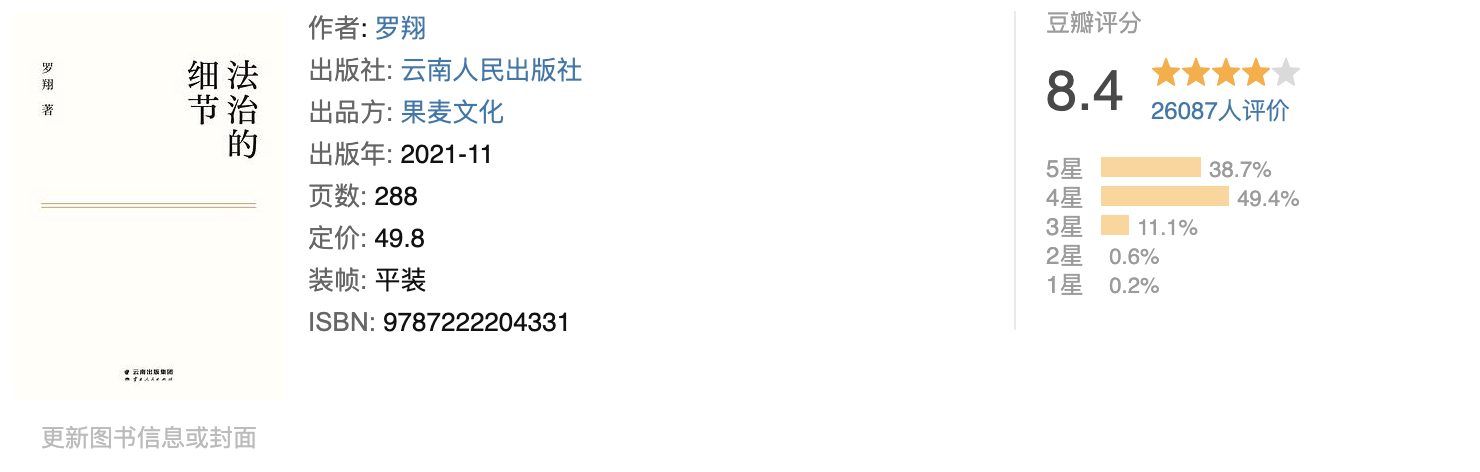 法治的
细节
罗翔 著
云南出版集团
云南人民出版社
更新图书信息或封面
作者: 罗翔
出版社: 云南人民出版社
出品方: 果麦文化
出版年: 2021-11
页数: 288
定价: 49.8
装帧: 平装
ISBN: 9787222204331
豆瓣评分
8.4
26087人评价
5星 38.7%
4星 49.4%
3星 11.1%
2星 0.6%
1星 0.2%